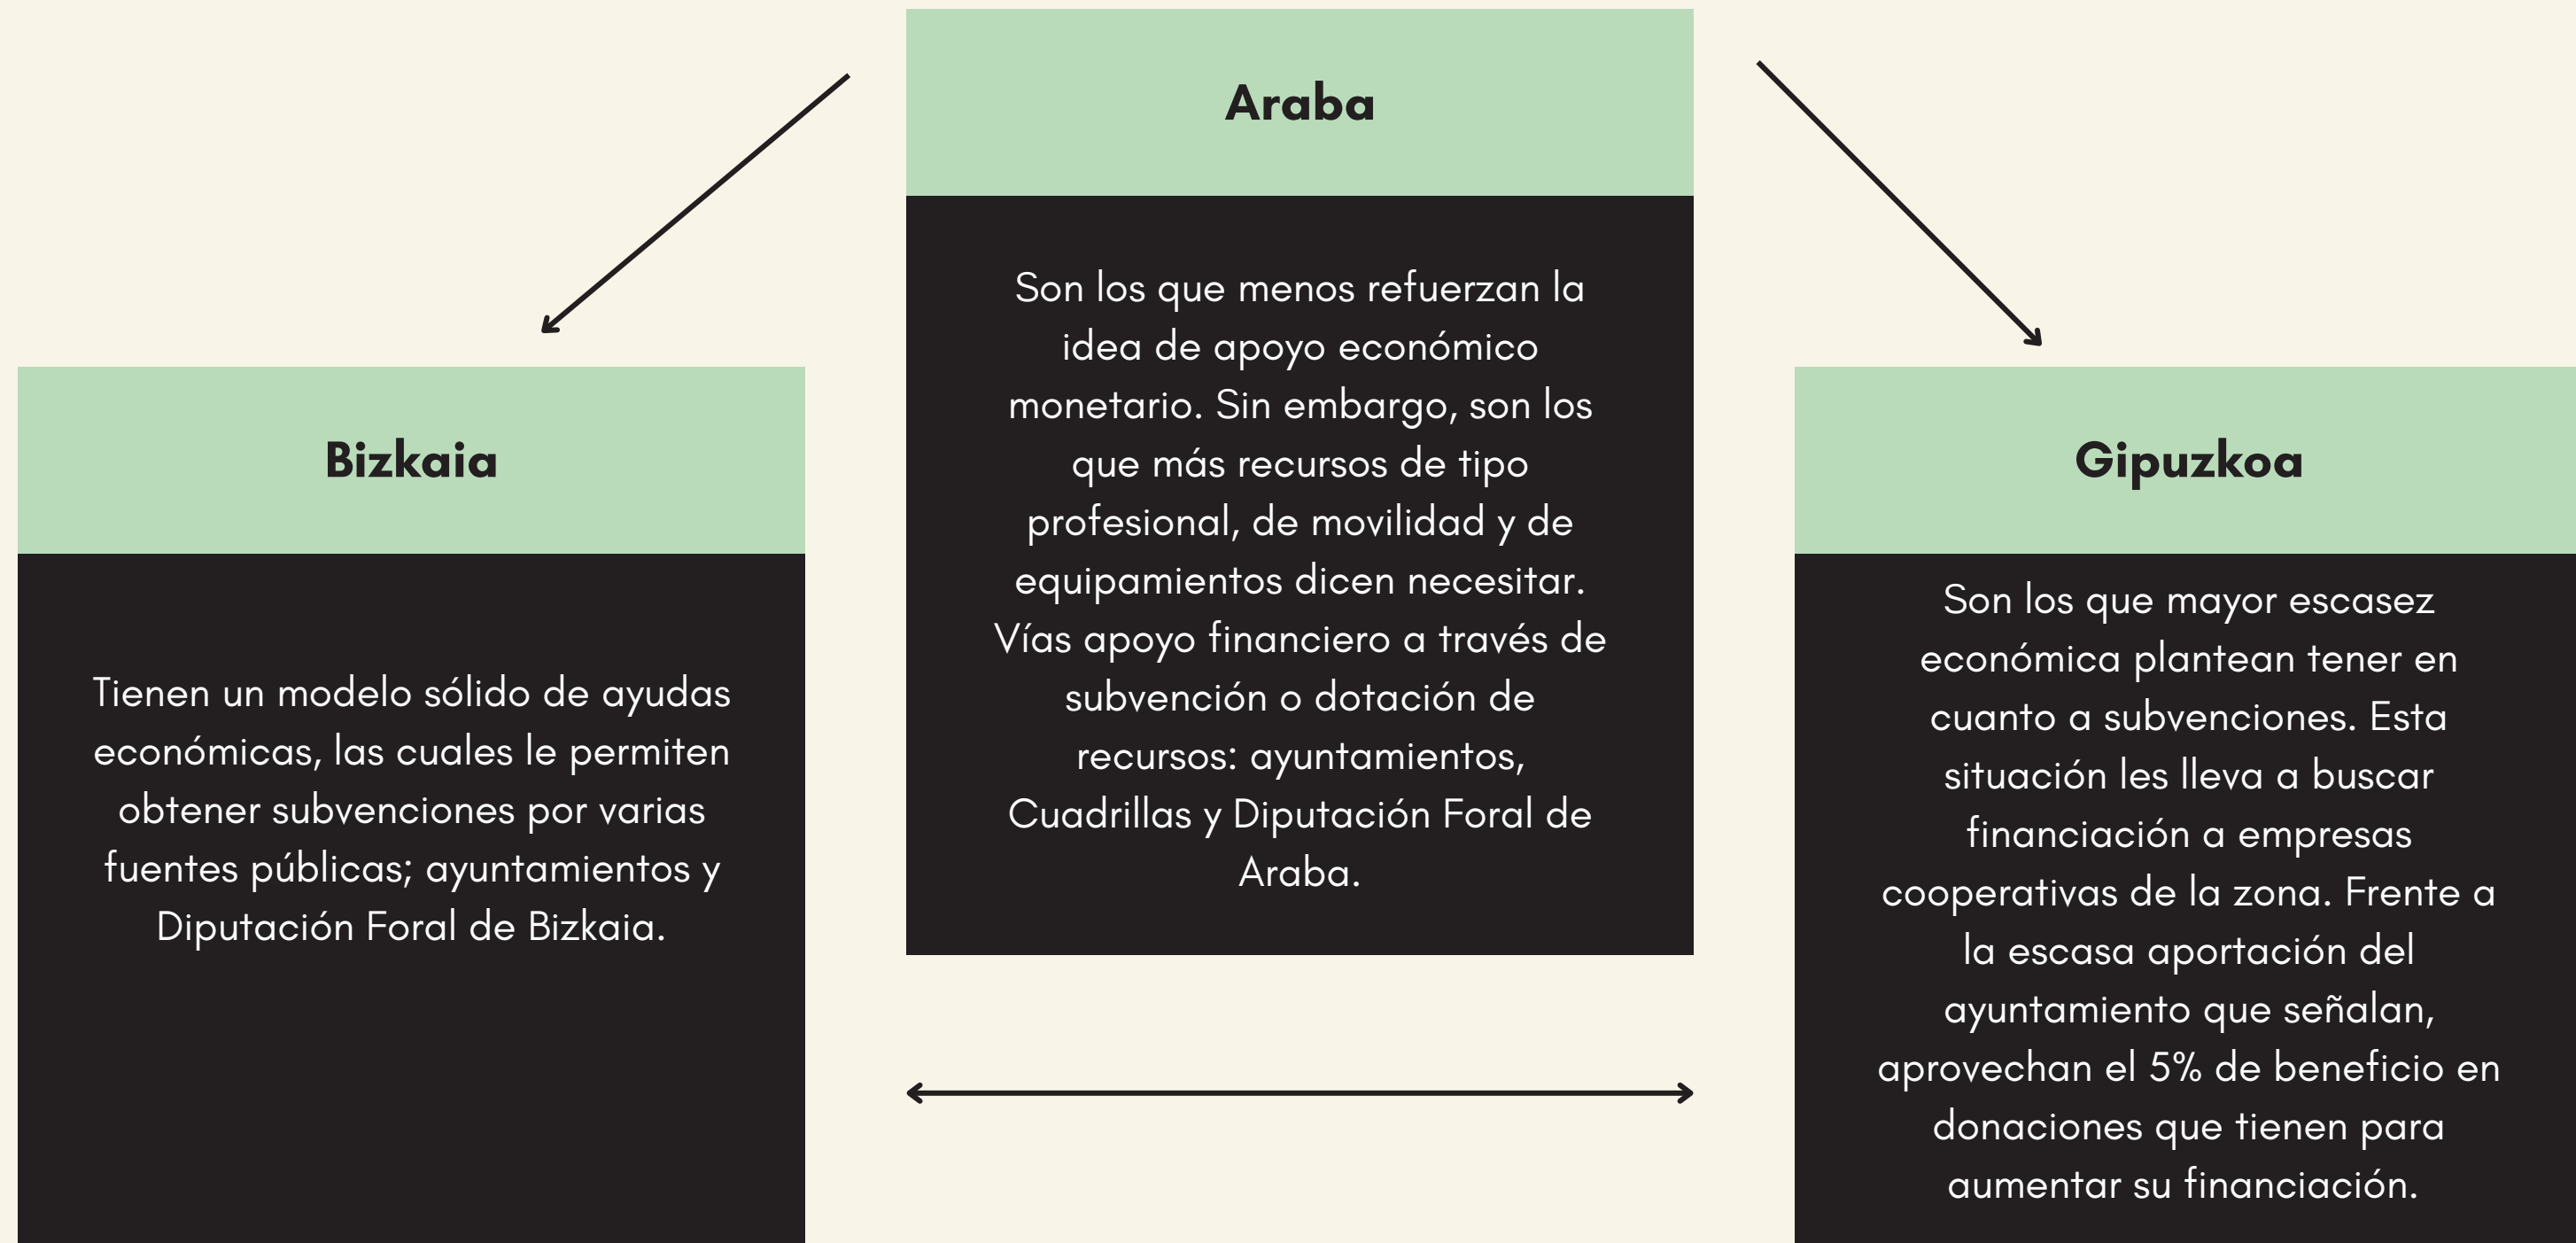 Araba
Son los que menos refuerzan la
idea de apoyo económico
monetario. Sin embargo, son los
que más recursos de tipo
profesional, de movilidad y de
equipamientos dicen necesitar.
Vías apoyo financiero a través de
subvención o dotación de
recursos: ayuntamientos,
Cuadrillas y Diputación Foral de
Araba.
Bizkaia
Tienen un modelo sólido de ayudas
económicas, las cuales le permiten
obtener subvenciones por varias
fuentes públicas; ayuntamientos y
Diputación Foral de Bizkaia.
Gipuzkoa
Son los que mayor escasez
económica plantean tener en
cuanto a subvenciones. Esta
situación les lleva a buscar
financiación a empresas
cooperativas de la zona. Frente a
la escasa aportación del
ayuntamiento que señalan,
aprovechan el 5% de beneficio en
donaciones que tienen para
aumentar su financiación.